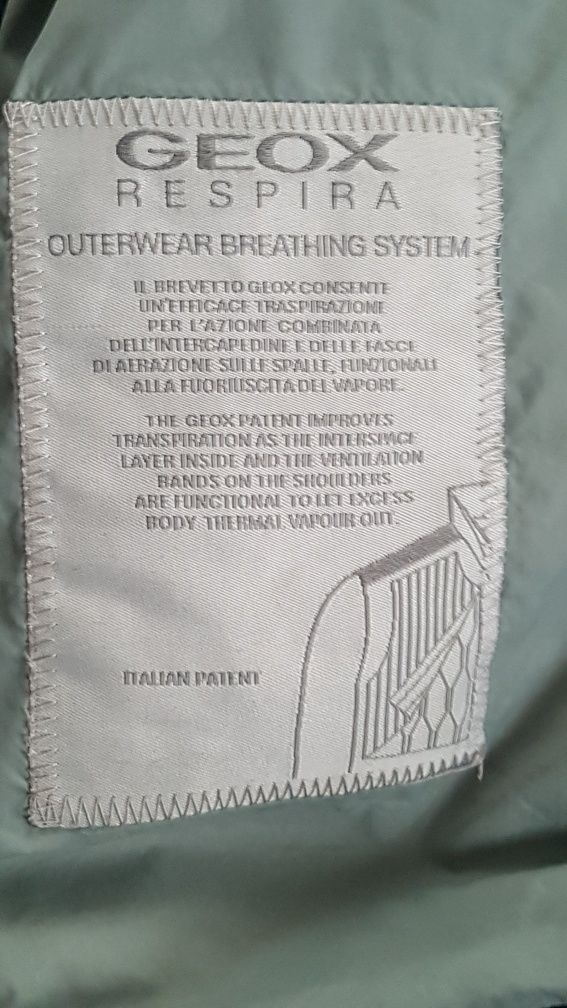 GEOX
RESPIRA
OUTERWEAR BREATHING SYSTEM
IL BREVETTO GEOX CONSENTE
UN'EFFICACE TRASPIRAZIONE
PER L'AZIONE COMBINATA
DELL'INTERCAPEDINE E DELLE FASCE
DI AERAZIONE SULLE SPALLE, FUNZIONALI
ALLA FUORIUSCITA DEL VAPORE.
THE GEOX PATENT IMPROVES
TRANSPIRATION AS THE INTERSPACE
LAYER INSIDE AND THE VENTILATION
BANDS ON THE SHOULDERS
ARE FUNCTIONAL TO LET EXCESS
BODY THERMAL VAPOUR OUT.
ITALIAN PATENT